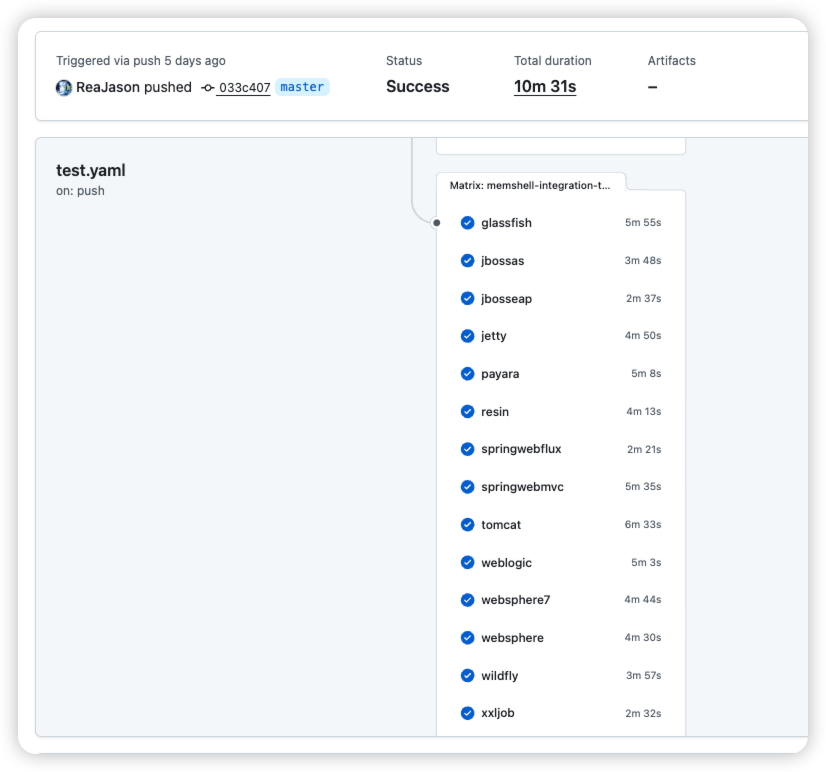 Triggered via push 5 days ago
ReaJason pushed 033c407 master
Status
Success
Total duration
10m 31s
Artifacts
–
test.yaml
on: push
Matrix: memshell-integration-t...
glassfish 5m 55s
jbossas 3m 48s
jbosseap 2m 37s
jetty 4m 50s
payara 5m 8s
resin 4m 13s
springwebflux 2m 21s
springwebmvc 5m 35s
tomcat 6m 33s
weblogic 5m 3s
websphere7 4m 44s
websphere 4m 30s
wildfly 3m 57s
xxljob 2m 32s